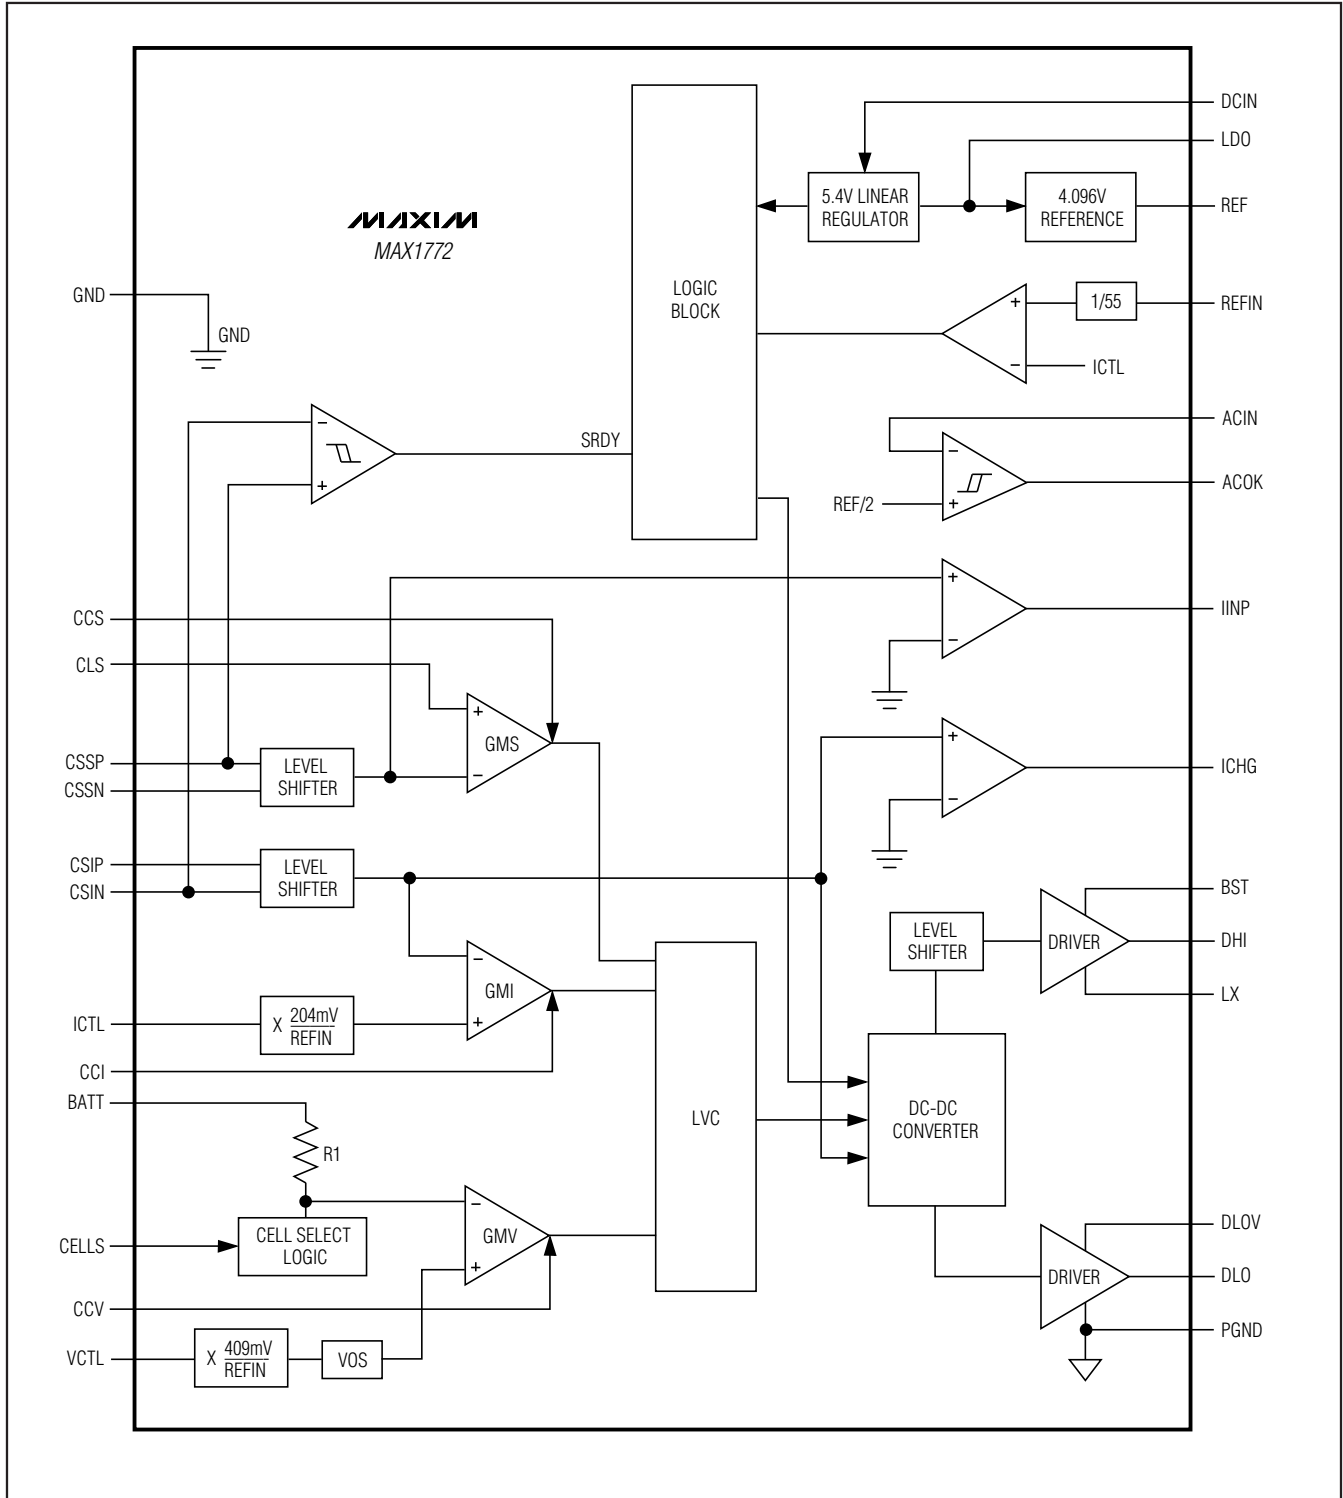 MAXIM
MAX1772
DCIN
LDO
5.4V LINEAR
REGULATOR
4.096V
REFERENCE
REF
LOGIC
BLOCK
GND
GND
+
1/55
REFIN
−
ICTL
−
+
SRDY
ACIN
−
REF/2
+
ACOK
CCS
CLS
+
GMS
−
+
−
IINP
CSSP
CSSN
LEVEL
SHIFTER
+
−
ICHG
CSIP
CSIN
LEVEL
SHIFTER
−
GMI
+
ICTL
X 204mV
REFIN
CCI
LEVEL
SHIFTER
DRIVER
BST
DHI
LX
BATT
R1
LVC
DC-DC
CONVERTER
CELLS
CELL SELECT
LOGIC
−
GMV
+
CCV
VCTL
X 409mV
REFIN
VOS
DRIVER
DLOV
DLO
PGND